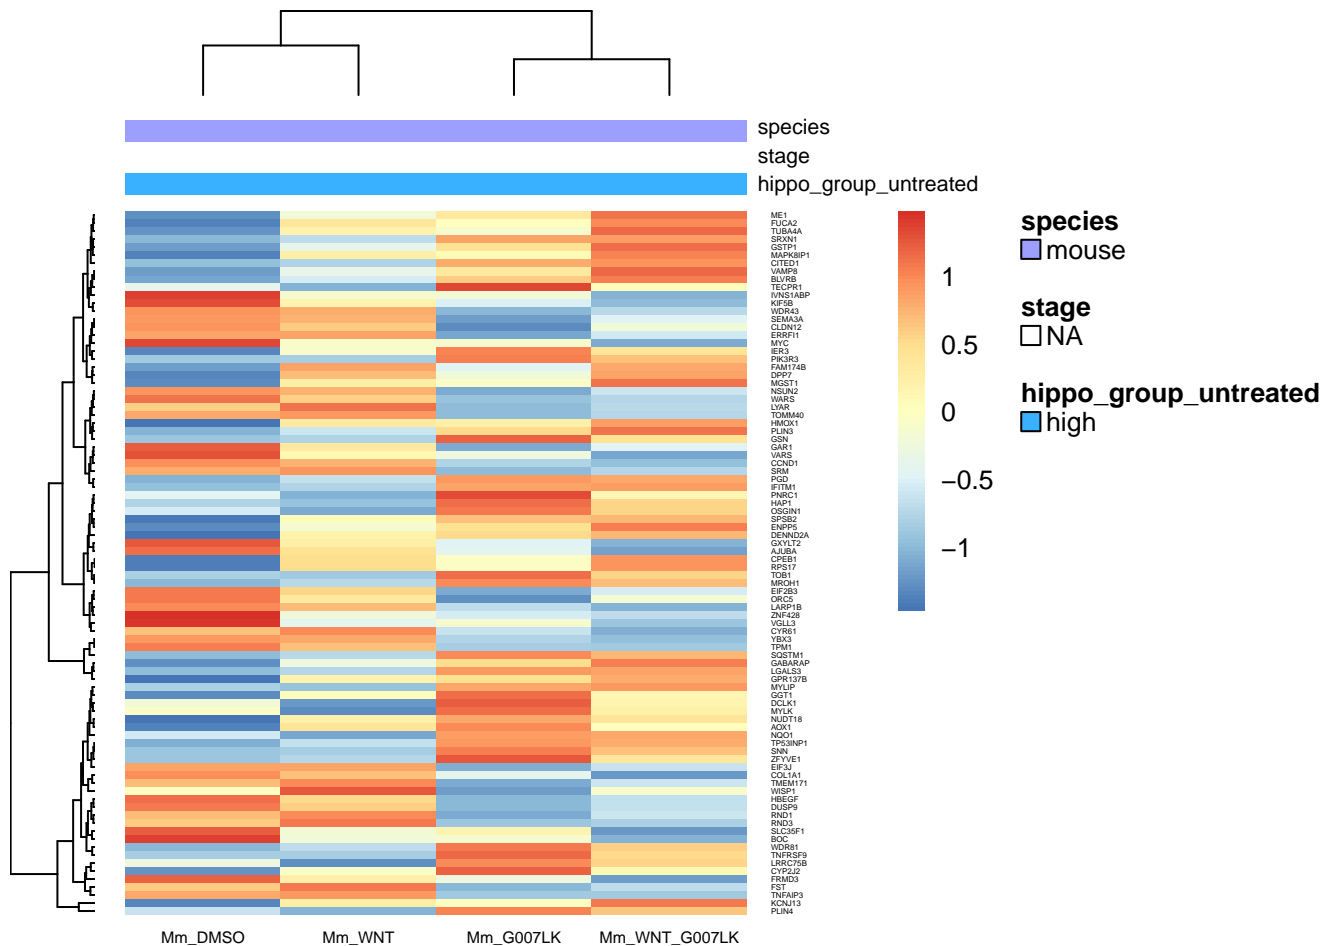 species
stage
hippo_group_untreated
ME1
FUCA2
TUBA4A
SRXN1
GSTP1
MAPK8IP1
CITED1
VAMP8
BLVRB
TECPR1
IVNS1ABP
KIF5B
WDR43
SEMA3A
CLDN12
ERRFI1
MYC
IER3
PIK3R3
FAM174B
DPP7
MGST1
NSUN2
WARS
LYAR
TOMM40
HMOX1
PLIN3
GSN
GAR1
VARS
CCND1
SRM
PGD
IFITM1
PNRC1
HAP1
OSGIN1
SPSB2
ENPP5
DENND2A
GXYLT2
AJUBA
CPEB1
RPS17
TOB1
MROH1
EIF2B3
ORC5
LARP1B
ZNF428
VGLL3
CYR61
YBX3
TPM1
SQSTM1
GABARAP
LGALS3
GPR137B
MYLIP
GGT1
DCLK1
MYLK
NUDT18
AOX1
NQO1
TP53INP1
SNN
ZFYVE1
EIF3J
COL1A1
TMEM171
WISP1
HBEGF
DUSP9
RND1
RND3
SLC35F1
BOC
WDR81
TNFRSF9
LRRC75B
CYP2J2
FRMD3
FST
TNFAIP3
KCNJ13
PLIN4
1
0.5
0
−0.5
−1
species
mouse
stage
NA
hippo_group_untreated
high
Mm_DMSO
Mm_WNT
Mm_G007LK
Mm_WNT_G007LK